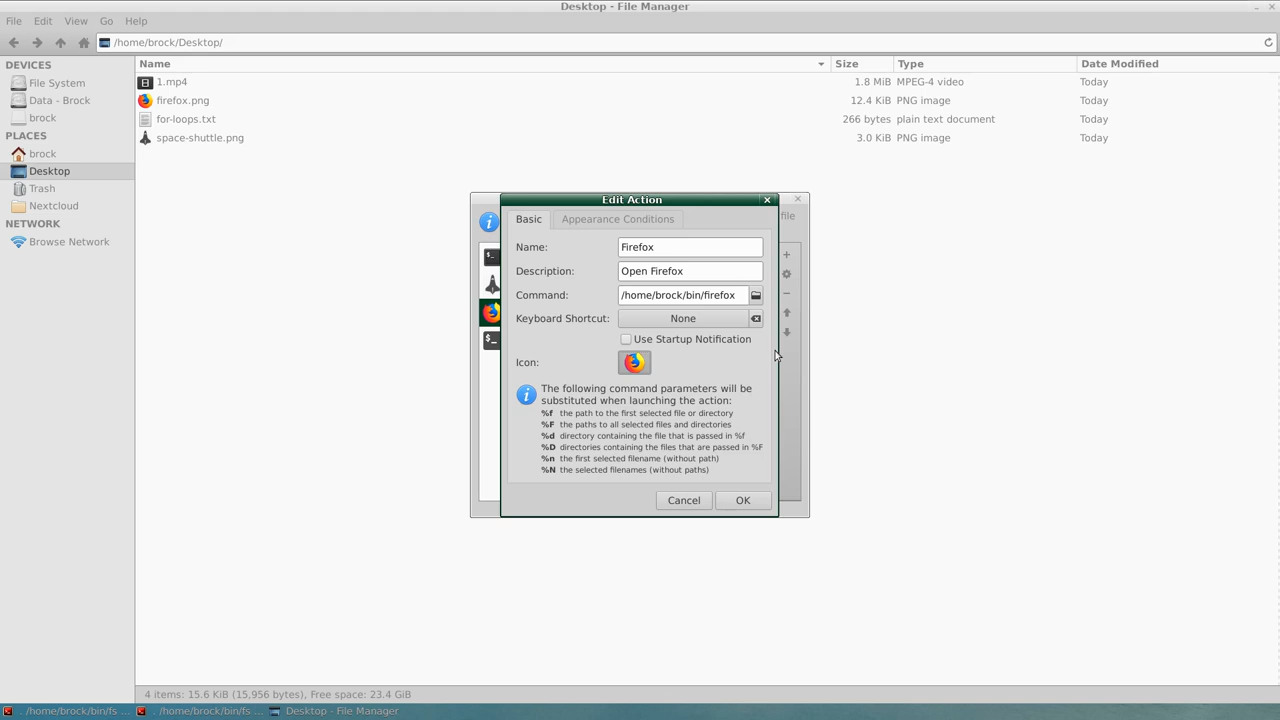 Desktop - File Manager
File Edit View Go Help
/home/brock/Desktop/
DEVICES
File System
Data - Brock
brock
PLACES
brock
Desktop
Trash
Nextcloud
NETWORK
Browse Network
Name Size Type Date Modified
1.mp4 1.8 MiB MPEG-4 video Today
firefox.png 12.4 KiB PNG image Today
for-loops.txt 266 bytes plain text document Today
space-shuttle.png 3.0 KiB PNG image Today
file
Edit Action
Basic Appearance Conditions
Name: Firefox
Description: Open Firefox
Command: /home/brock/bin/firefox
Keyboard Shortcut: None
Use Startup Notification
Icon:
The following command parameters will be
substituted when launching the action:
%f the path to the first selected file or directory
%F the paths to all selected files and directories
%d directory containing the file that is passed in %f
%D directories containing the files that are passed in %F
%n the first selected filename (without path)
%N the selected filenames (without paths)
Cancel OK
4 items: 15.6 KiB (15,956 bytes), Free space: 23.4 GiB
. /home/brock/bin/fs ... . /home/brock/bin/fs ... Desktop - File Manager